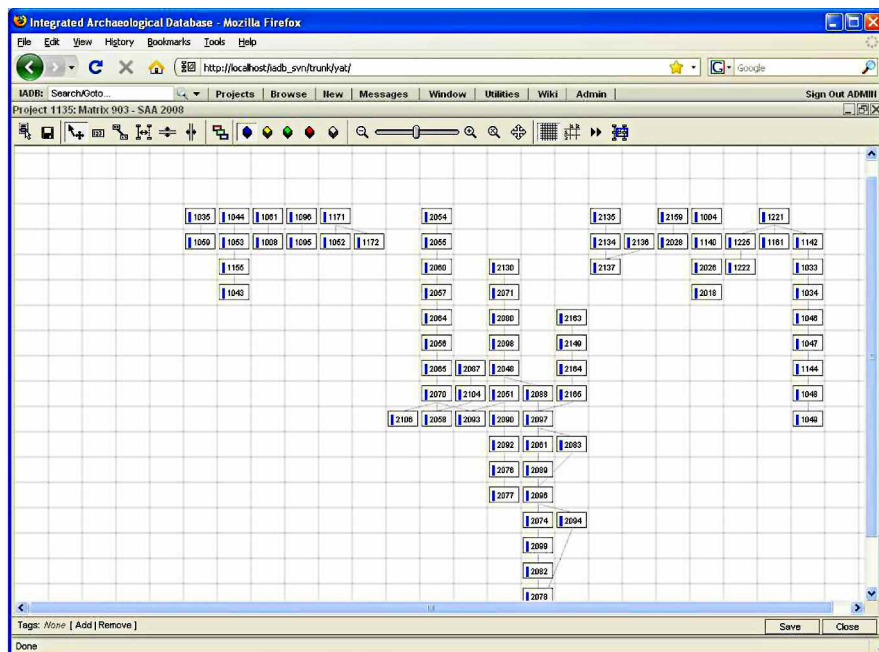 Integrated Archaeological Database - Mozilla Firefox
File Edit View History Bookmarks Tools Help
http://localhost/iadb_svn/trunk/yat/ Google
IADB: Search/Goto... Projects Browse New Messages Window Utilities Wiki Admin Sign Out ADMIN
Project 1135: Matrix 903 - SAA 2008
1035 1044 1061 1096 1171 2054 2135 2159 1004 1221
1059 1053 1008 1095 1052 1172 2055 2134 2136 2028 1140 1225 1161 1142
1155 2060 2130 2137 2026 1222 1033
1043 2057 2071 2018 1034
2064 2080 2163 1046
2056 2098 2149 1047
2065 2087 2048 2164 1144
2070 2104 2051 2088 2165 1048
2106 2058 2093 2090 2097 1049
2092 2061 2083
2076 2089
2077 2096
2074 2094
2099
2082
2078
Tags: None [ Add | Remove ] Save Close
Done